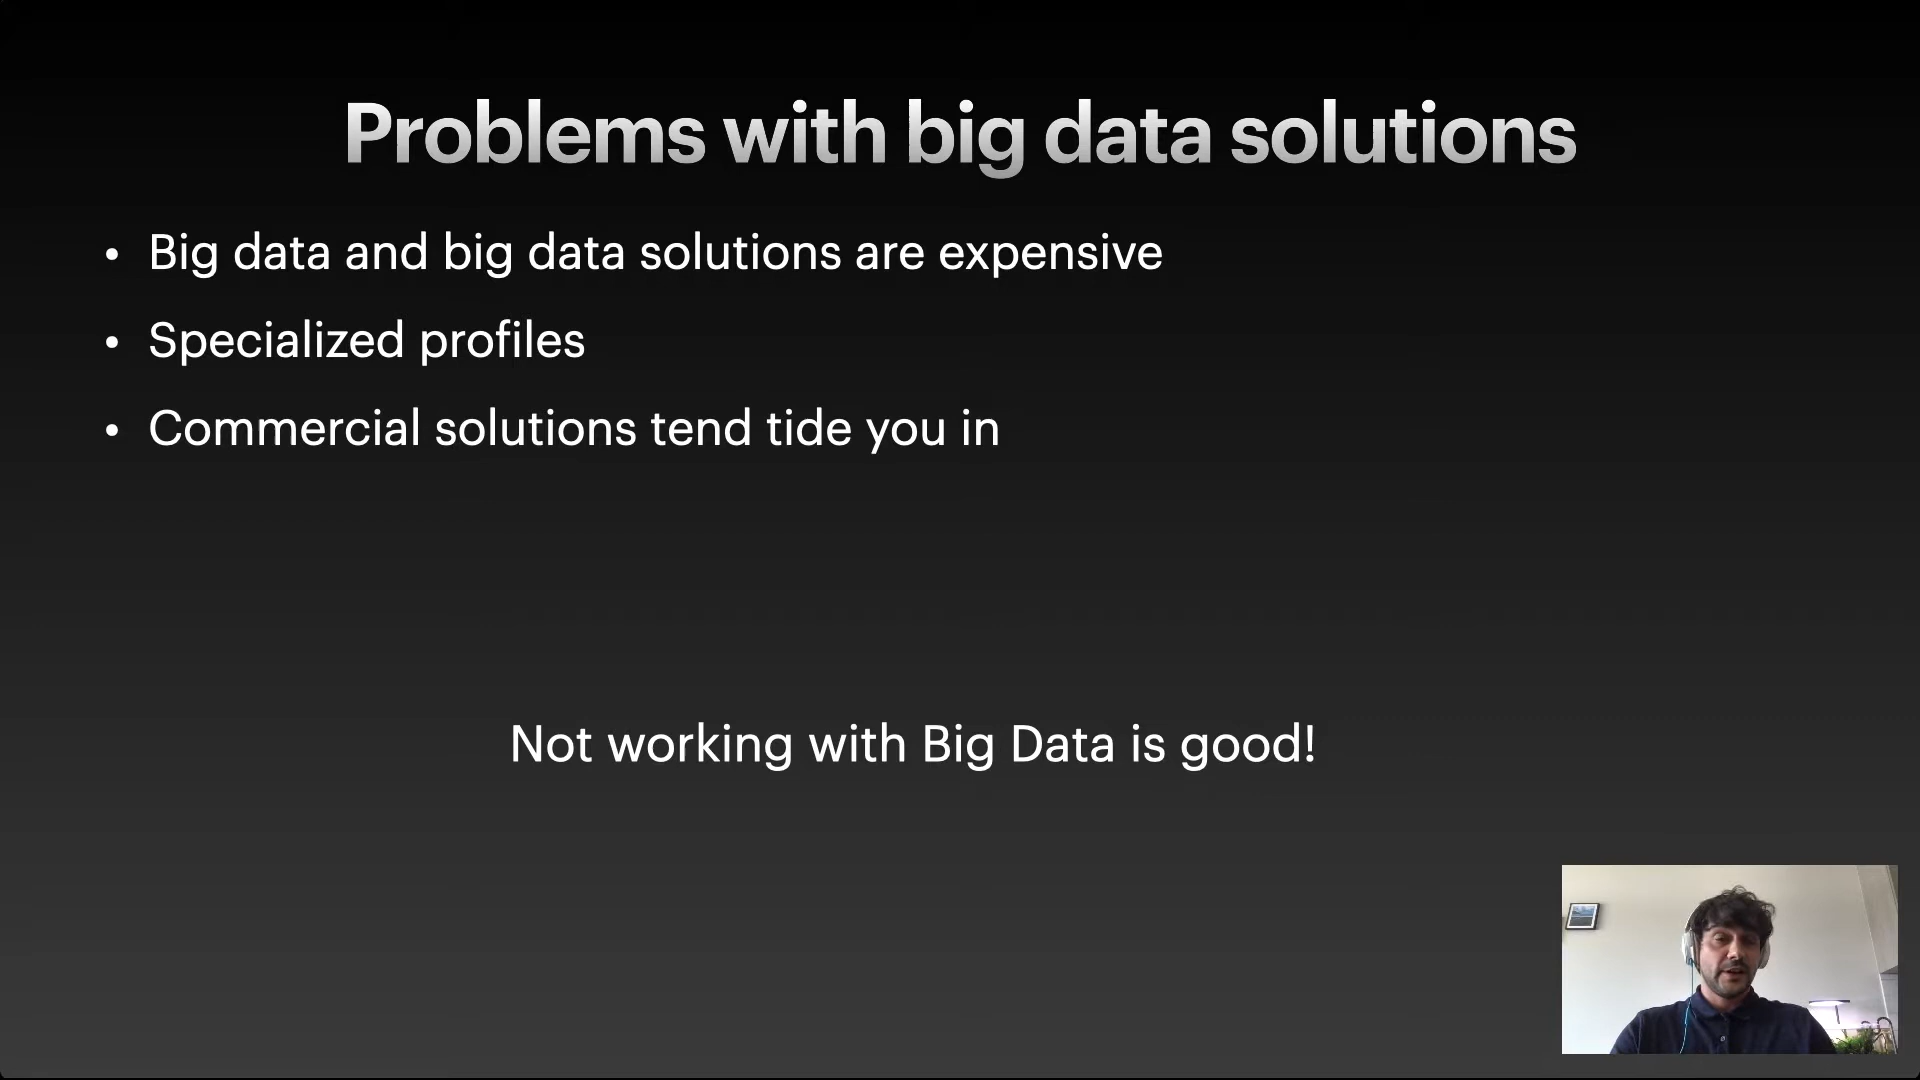 Problems with big data solutions
• Big data and big data solutions are expensive
• Specialized profiles
• Commercial solutions tend tide you in
Not working with Big Data is good!